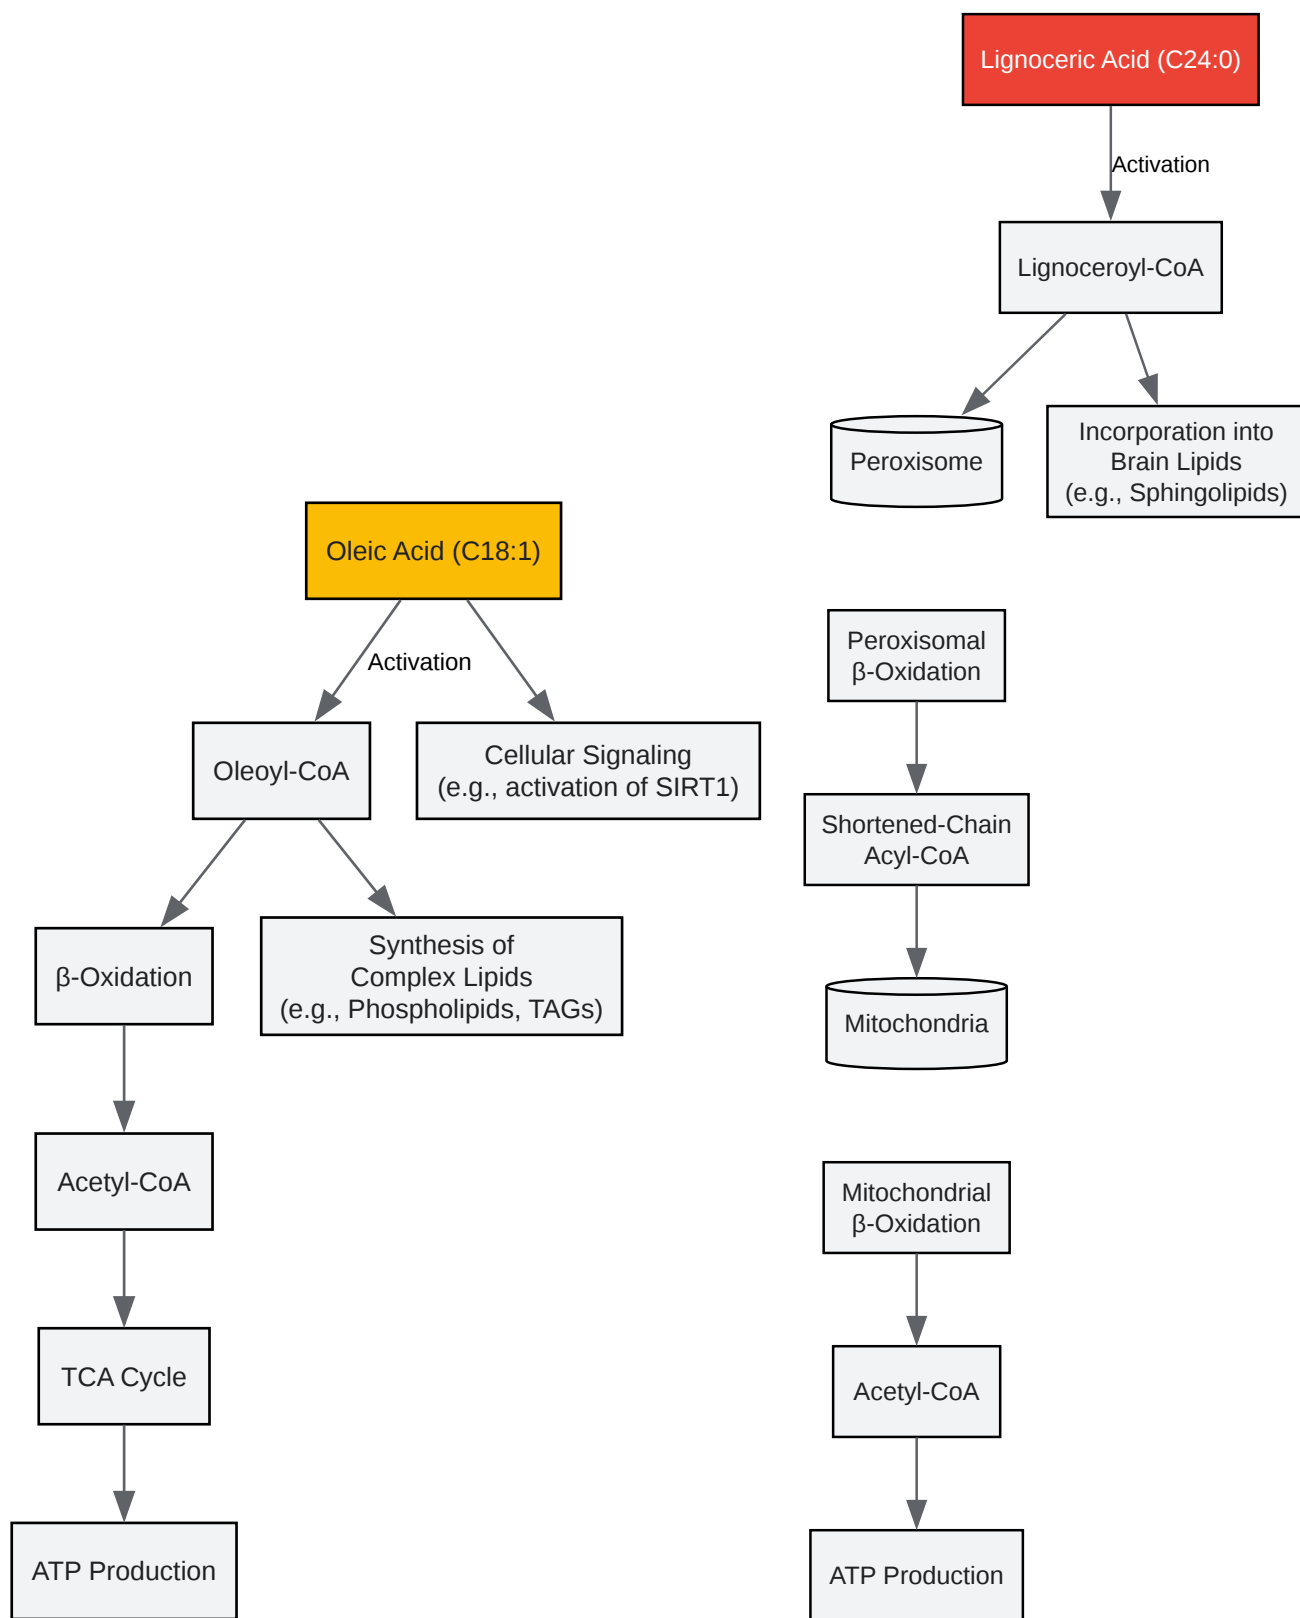 Lignoceric Acid (C24:0)
Activation
Lignoceroyl-CoA
Peroxisome
Incorporation into
Brain Lipids
(e.g., Sphingolipids)
Oleic Acid (C18:1)
Activation
Oleoyl-CoA
Cellular Signaling
(e.g., activation of SIRT1)
β-Oxidation
Synthesis of
Complex Lipids
(e.g., Phospholipids, TAGs)
Acetyl-CoA
TCA Cycle
ATP Production
Peroxisomal
β-Oxidation
Shortened-Chain
Acyl-CoA
Mitochondria
Mitochondrial
β-Oxidation
Acetyl-CoA
ATP Production